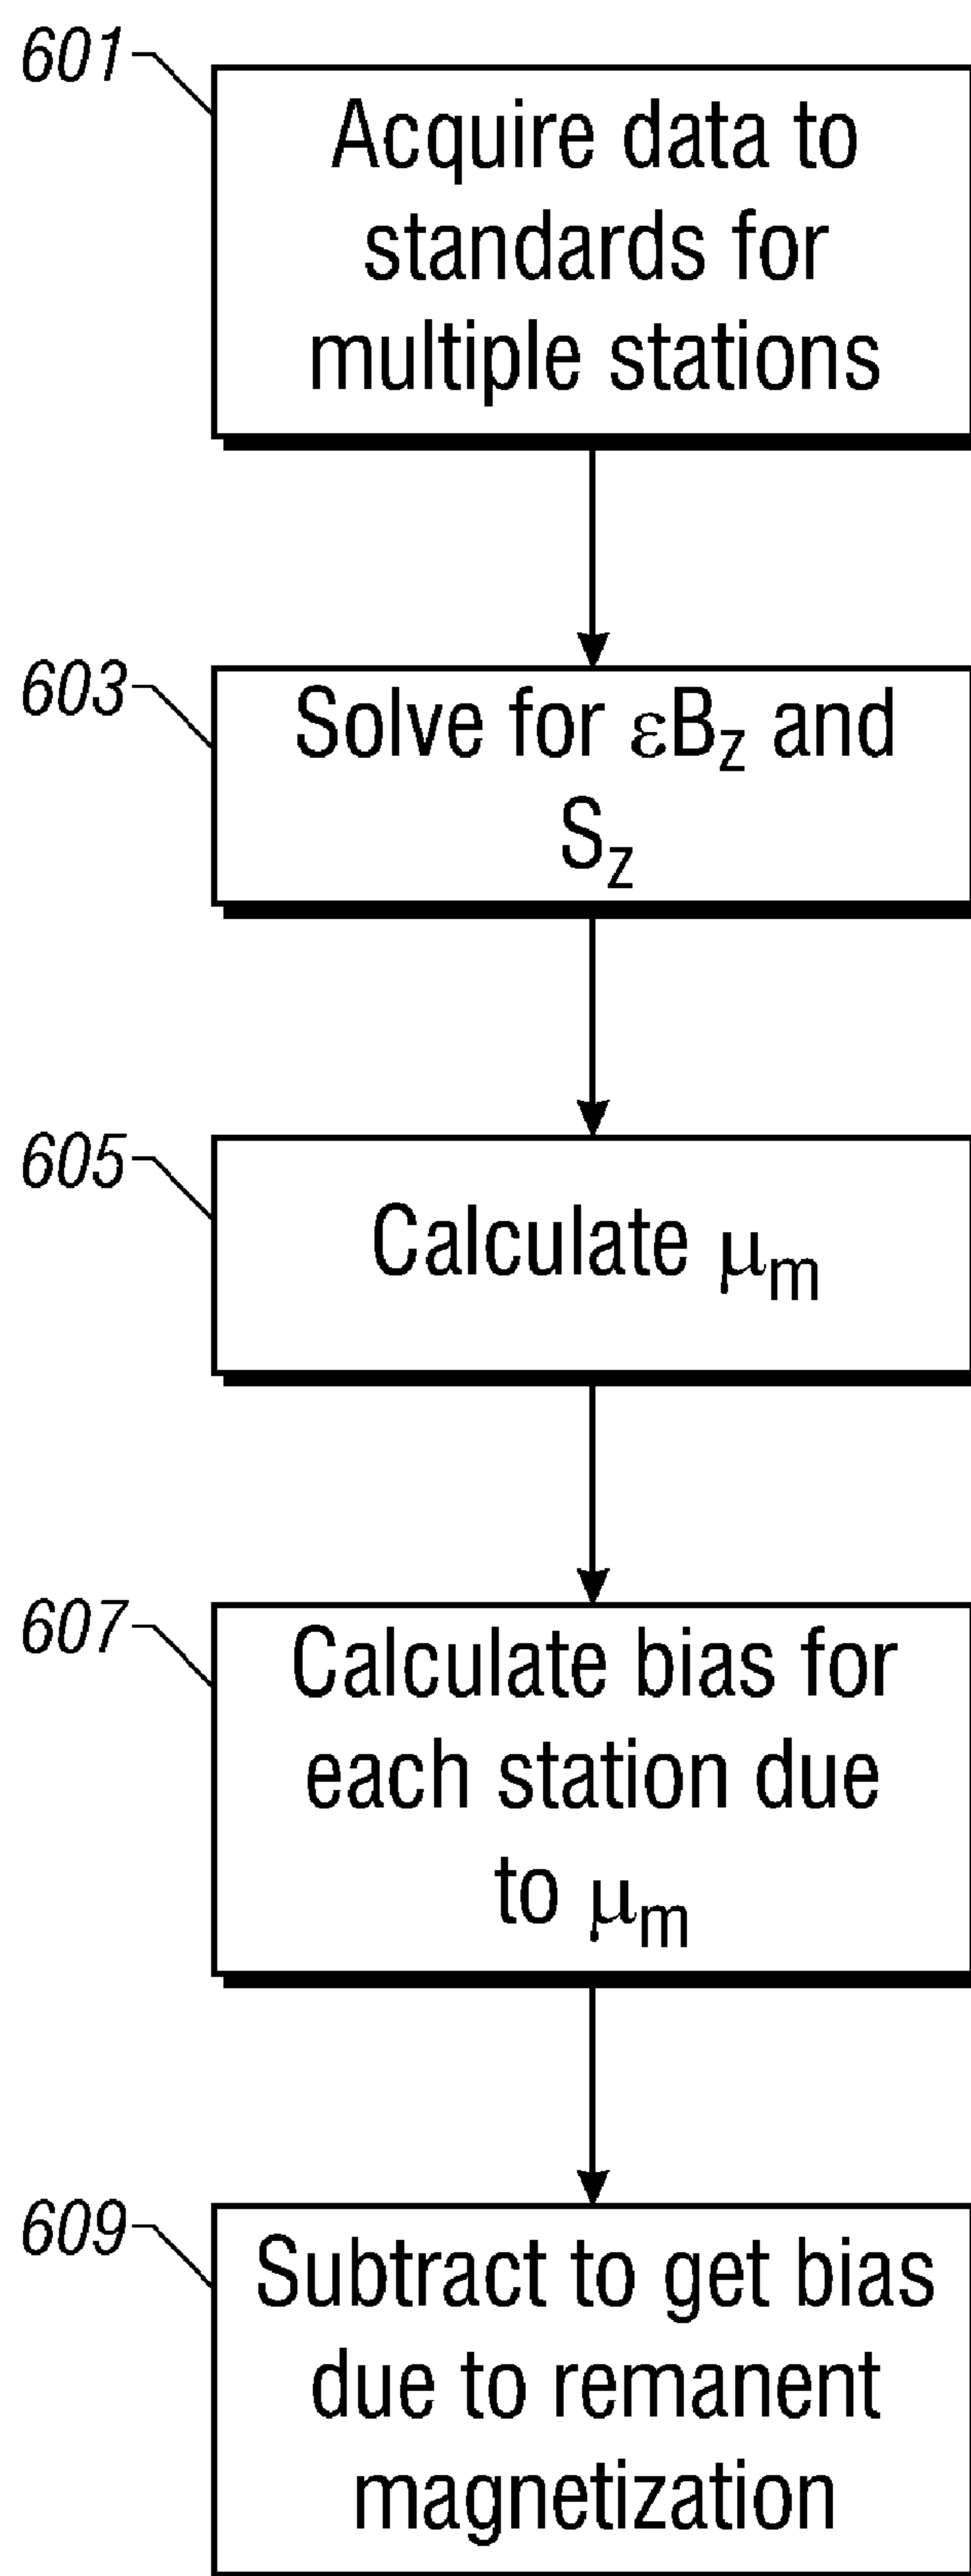 601
Acquire data to
standards for
multiple stations
603
Solve for εBz and
Sz
605
Calculate μm
607
Calculate bias for
each station due
to μm
609
Subtract to get bias
due to remanent
magnetization